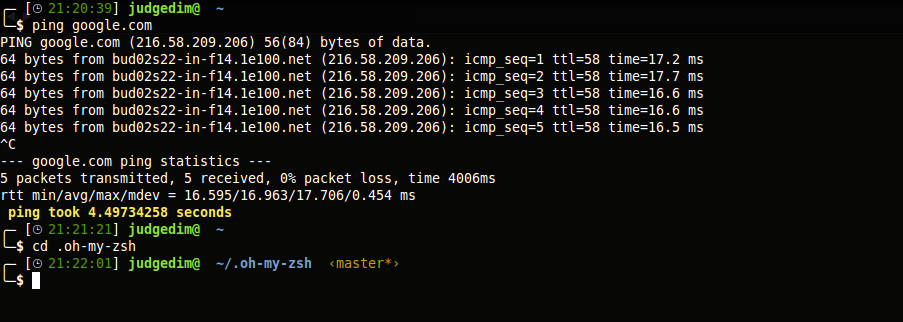 ╭─ [◷ 21:20:39] judgedim@ ~
╰─$ ping google.com
PING google.com (216.58.209.206) 56(84) bytes of data.
64 bytes from bud02s22-in-f14.1e100.net (216.58.209.206): icmp_seq=1 ttl=58 time=17.2 ms
64 bytes from bud02s22-in-f14.1e100.net (216.58.209.206): icmp_seq=2 ttl=58 time=17.7 ms
64 bytes from bud02s22-in-f14.1e100.net (216.58.209.206): icmp_seq=3 ttl=58 time=16.6 ms
64 bytes from bud02s22-in-f14.1e100.net (216.58.209.206): icmp_seq=4 ttl=58 time=16.6 ms
64 bytes from bud02s22-in-f14.1e100.net (216.58.209.206): icmp_seq=5 ttl=58 time=16.5 ms
^C
--- google.com ping statistics ---
5 packets transmitted, 5 received, 0% packet loss, time 4006ms
rtt min/avg/max/mdev = 16.595/16.963/17.706/0.454 ms
ping took 4.49734258 seconds
╭─ [◷ 21:21:21] judgedim@ ~
╰─$ cd .oh-my-zsh
╭─ [◷ 21:22:01] judgedim@ ~/.oh-my-zsh ‹master*›
╰─$